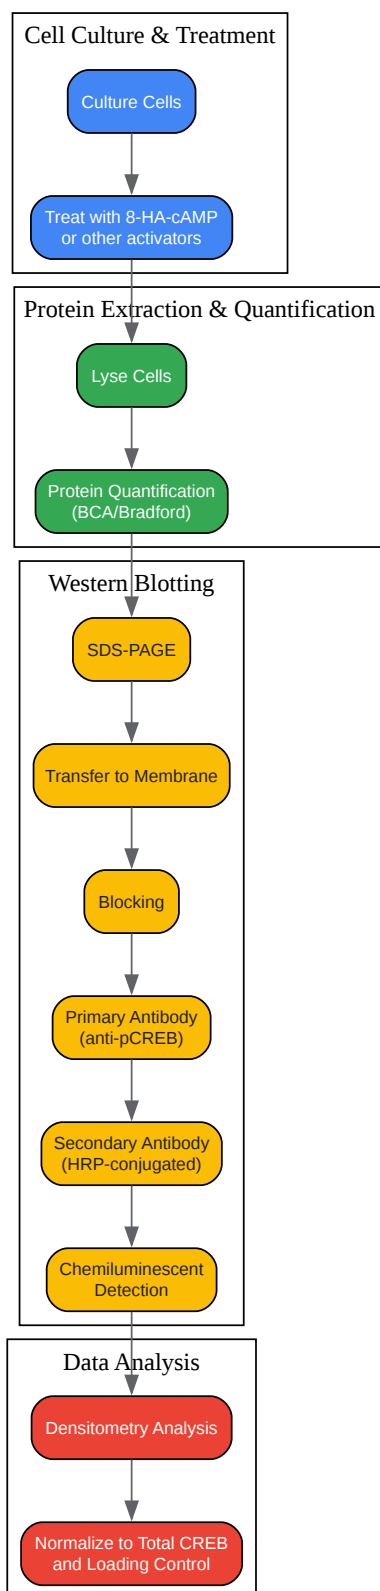 Cell Culture & Treatment
Culture Cells
Treat with 8-HA-cAMP
or other activators
Protein Extraction & Quantification
Lyse Cells
Protein Quantification
(BCA/Bradford)
Western Blotting
SDS-PAGE
Transfer to Membrane
Blocking
Primary Antibody
(anti-pCREB)
Secondary Antibody
(HRP-conjugated)
Chemiluminescent
Detection
Data Analysis
Densitometry Analysis
Normalize to Total CREB
and Loading Control